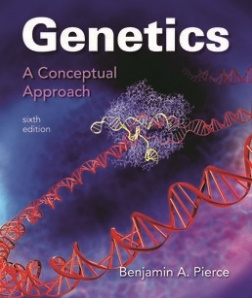 Genetics
A Conceptual
Approach
sixth
edition
Benjamin A. Pierce